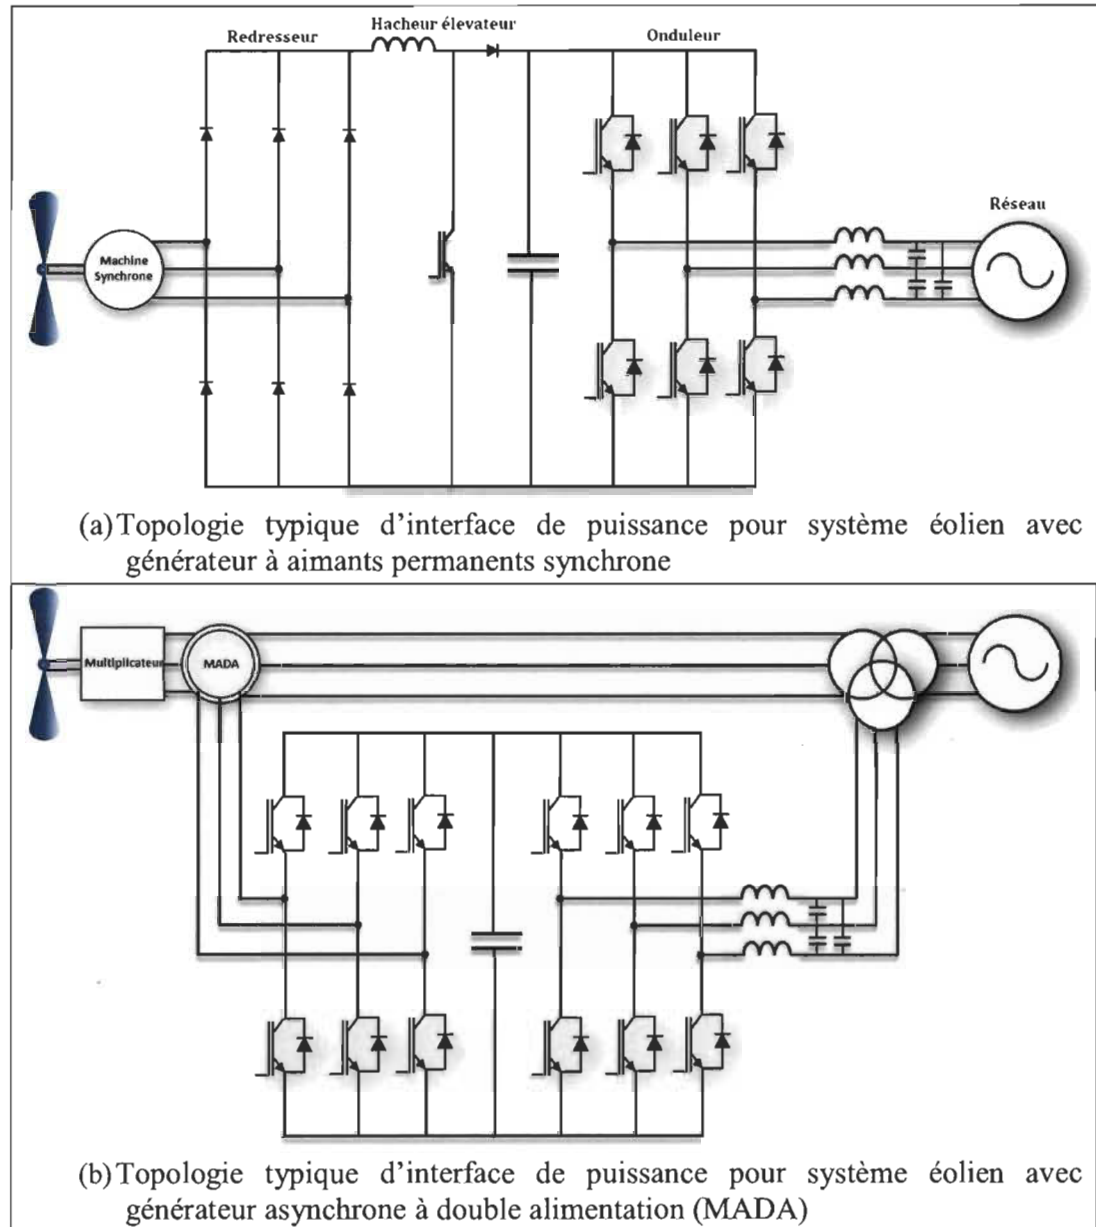 Hacheur élévateur
Redresseur
Onduleur
Réseau
Machine
Synchrone
(a) Topologie typique d'interface de puissance pour système éolien avec
générateur à aimants permanents synchrone
Multiplicateur
MADA
(b) Topologie typique d'interface de puissance pour système éolien avec
générateur asynchrone à double alimentation (MADA)